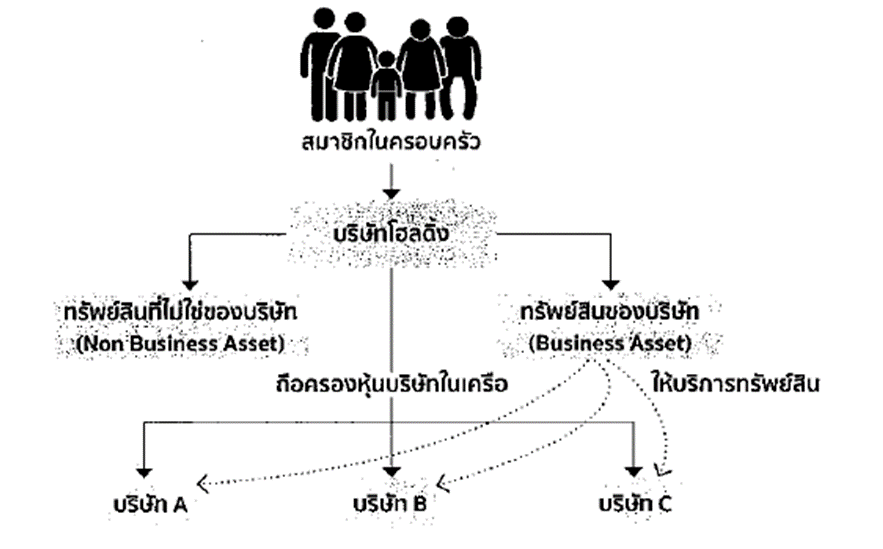 สมาชิกในครอบครัว
บริษัทโฮลดิ้ง
ทรัพย์สินที่ไม่ใช่ของบริษัท
(Non Business Asset)
ทรัพย์สินของบริษัท
(Business Asset)
ถือครองหุ้นบริษัทในเครือ
ให้บริการทรัพย์สิน
บริษัท A
บริษัท B
บริษัท C